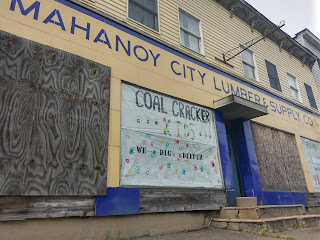 MAHANOY CITY LUMBER & SUPPLY CO
COAL CRACKER
KIDS
WE DIG DEEPER